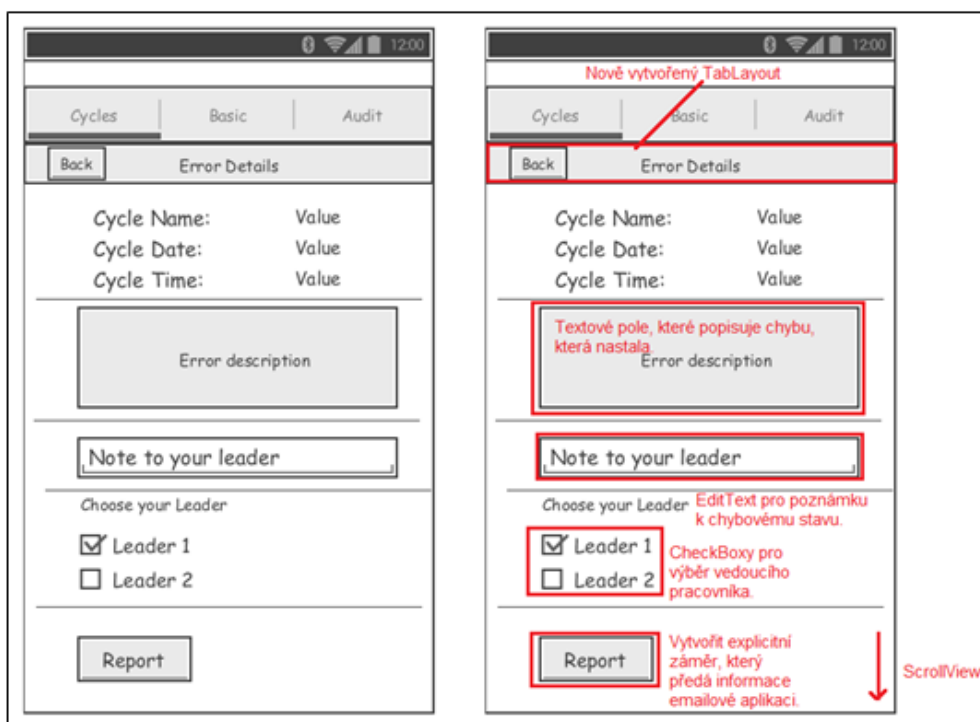 12:00
Cycles Basic Audit
Back Error Details
Cycle Name: Value
Cycle Date: Value
Cycle Time: Value
Error description
Note to your leader
Choose your Leader
Leader 1
Leader 2
Report
12:00
Nově vytvořený TabLayout
Cycles Basic Audit
Back Error Details
Cycle Name: Value
Cycle Date: Value
Cycle Time: Value
Textové pole, které popisuje chybu,
která nastala.
Error description
Note to your leader
Choose your Leader
EditText pro poznámku
k chybovému stavu.
Leader 1
Leader 2
CheckBoxy pro
výběr vedoucího
pracovníka.
Report
Vytvořit explicitní
záměr, který
předá informace
emailové aplikaci.
ScrollView